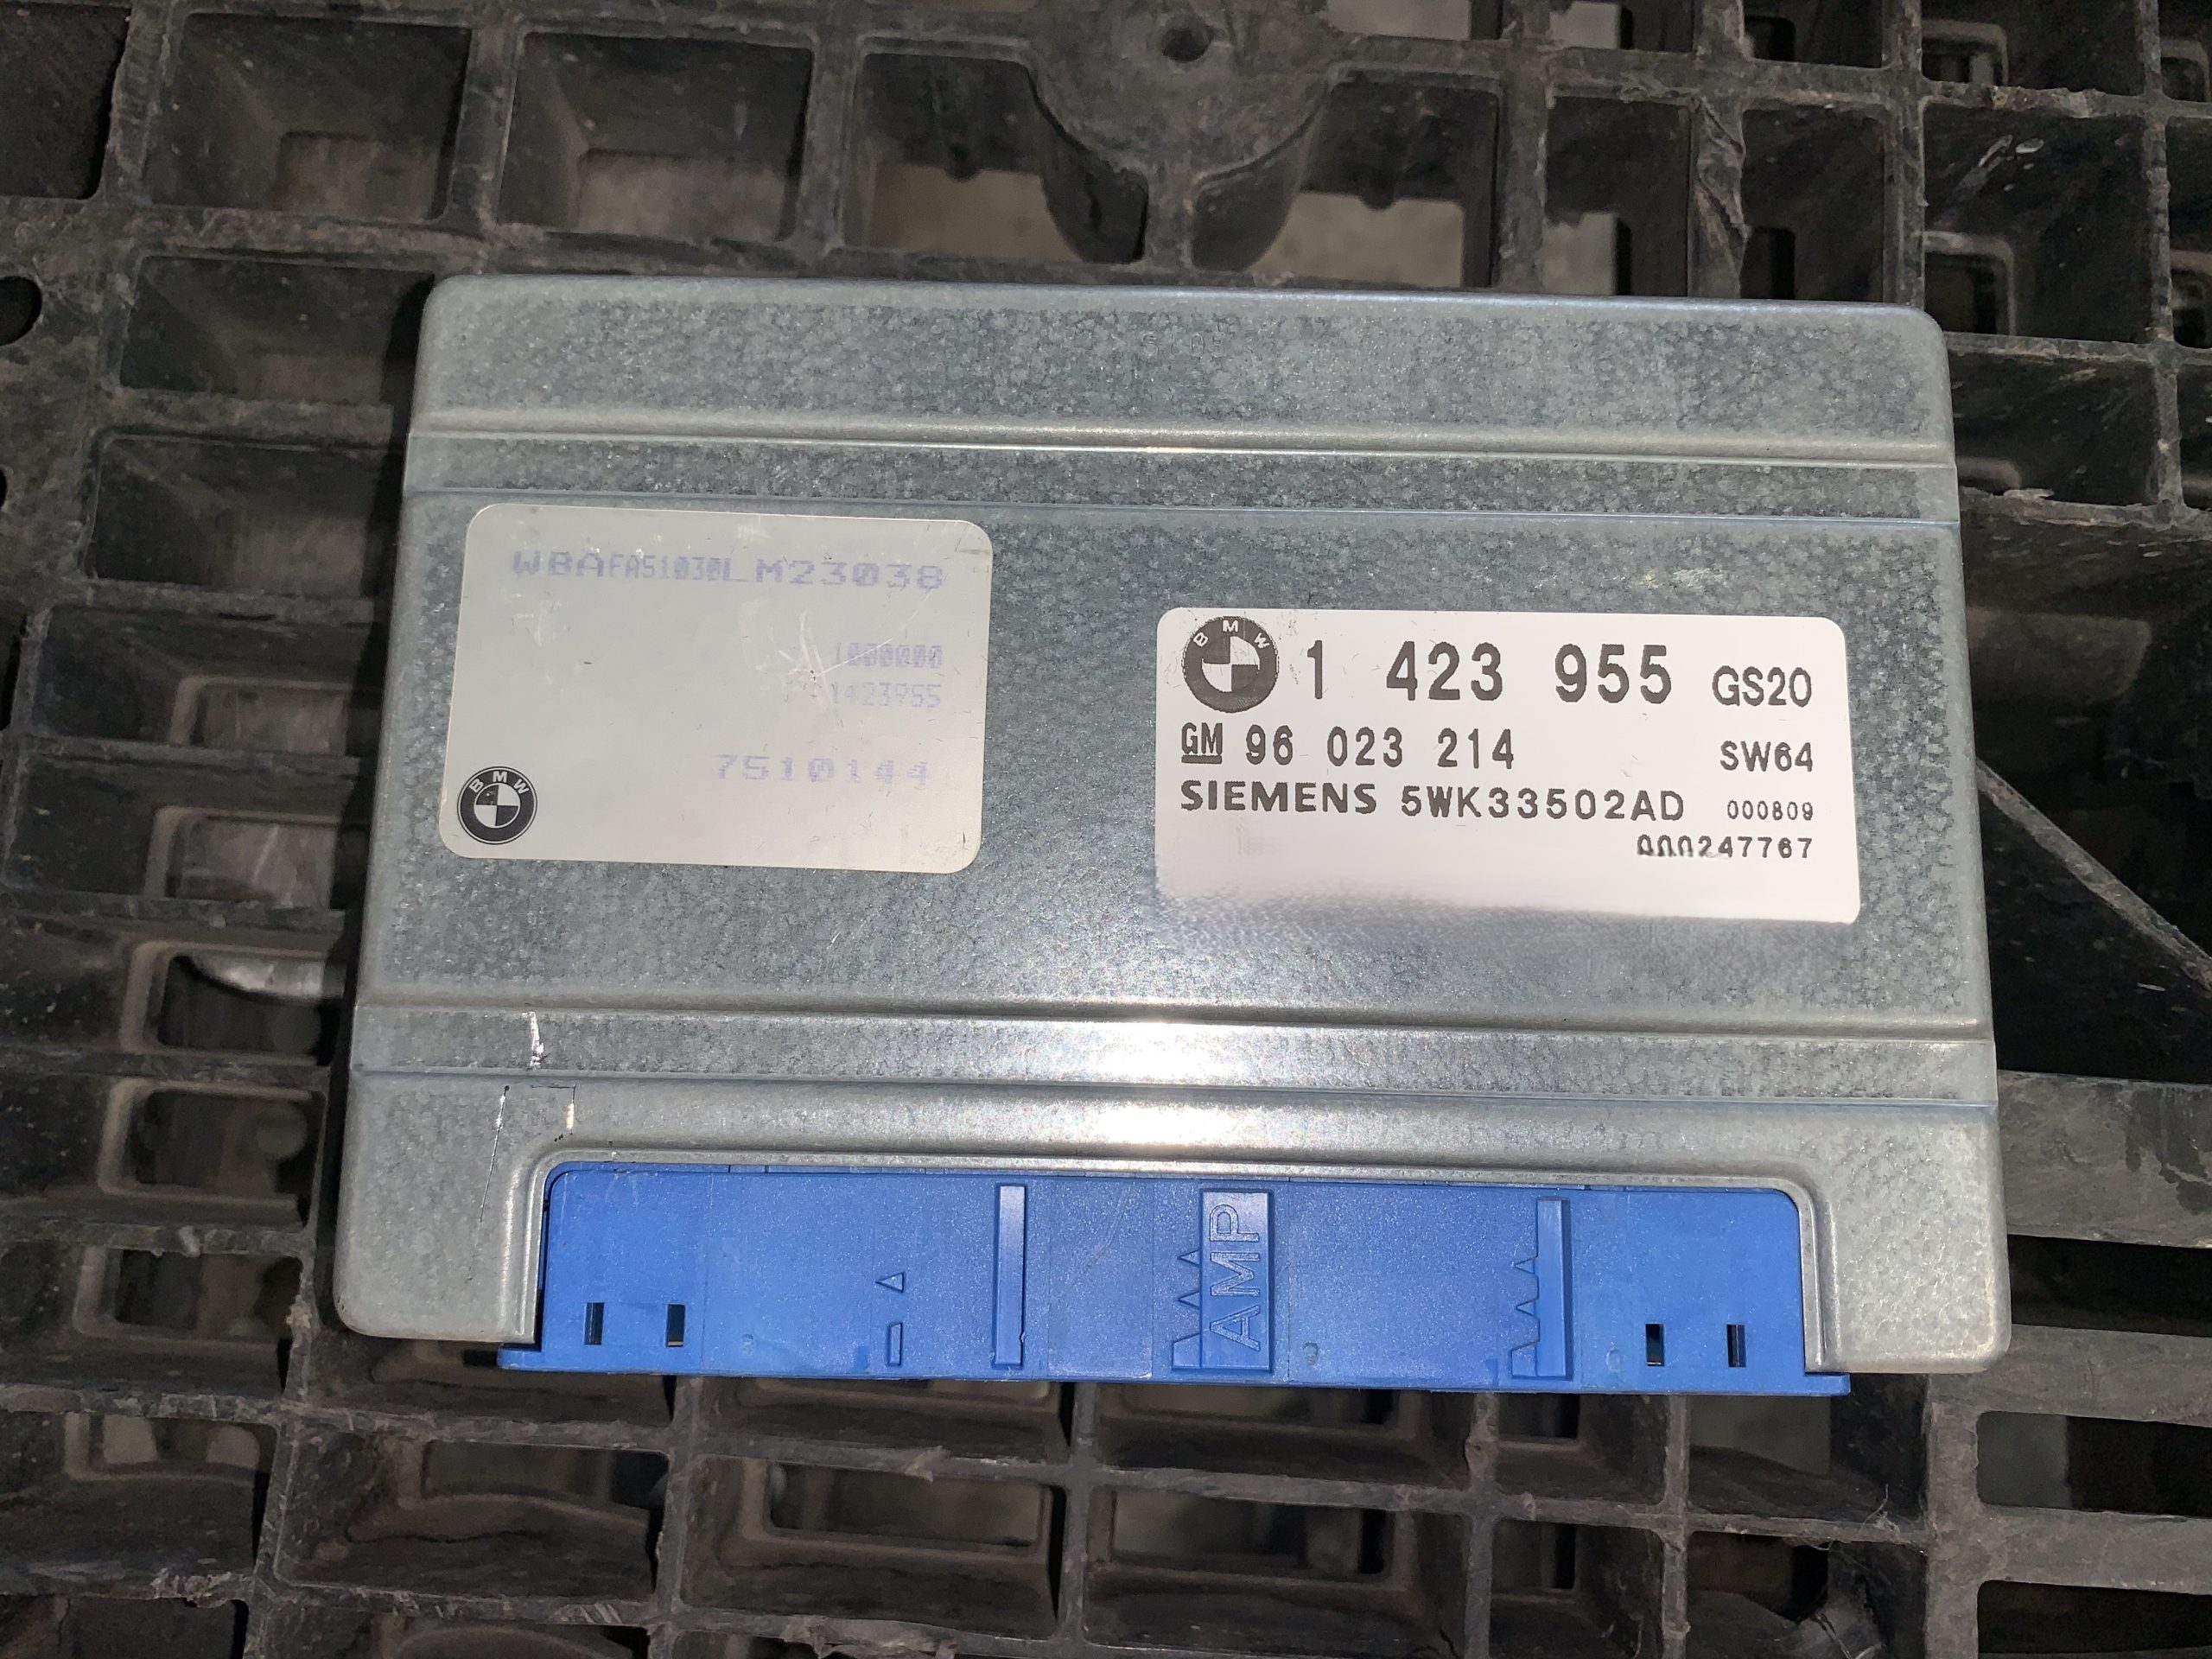 WBAFA51030LM23038
1000000
1423955
7510144
BMW
BMW 1 423 955 GS20
GM 96 023 214 SW64
SIEMENS 5WK33502AD 000809
000247767
AMP